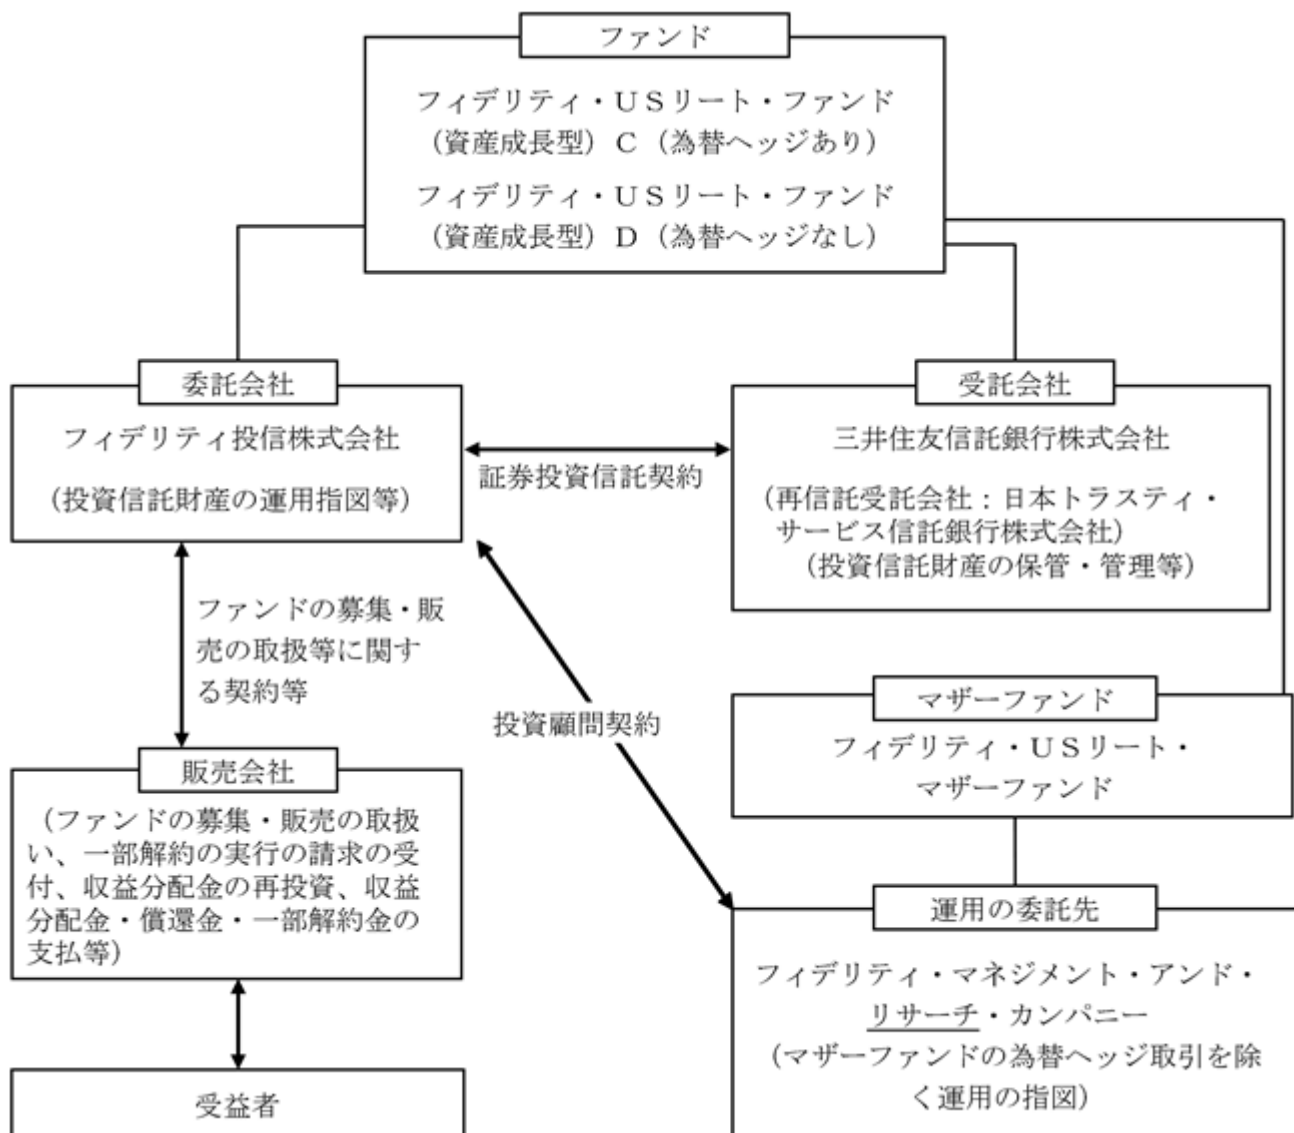 ファンド
フィデリティ・ＵＳリート・ファンド
（資産成長型）Ｃ（為替ヘッジあり）
フィデリティ・ＵＳリート・ファンド
（資産成長型）Ｄ（為替ヘッジなし）
委託会社
フィデリティ投信株式会社
（投資信託財産の運用指図等）
証券投資信託契約
受託会社
三井住友信託銀行株式会社
（再信託受託会社：日本トラスティ・
サービス信託銀行株式会社）
（投資信託財産の保管・管理等）
ファンドの募集・販
売の取扱等に関す
る契約等
投資顧問契約
マザーファンド
フィデリティ・ＵＳリート・
マザーファンド
販売会社
（ファンドの募集・販売の取扱
い、一部解約の実行の請求の受
付、収益分配金の再投資、収益
分配金・償還金・一部解約金の
支払等）
運用の委託先
フィデリティ・マネジメント・アンド・
リサーチ・カンパニー
（マザーファンドの為替ヘッジ取引を除
く運用の指図）
受益者